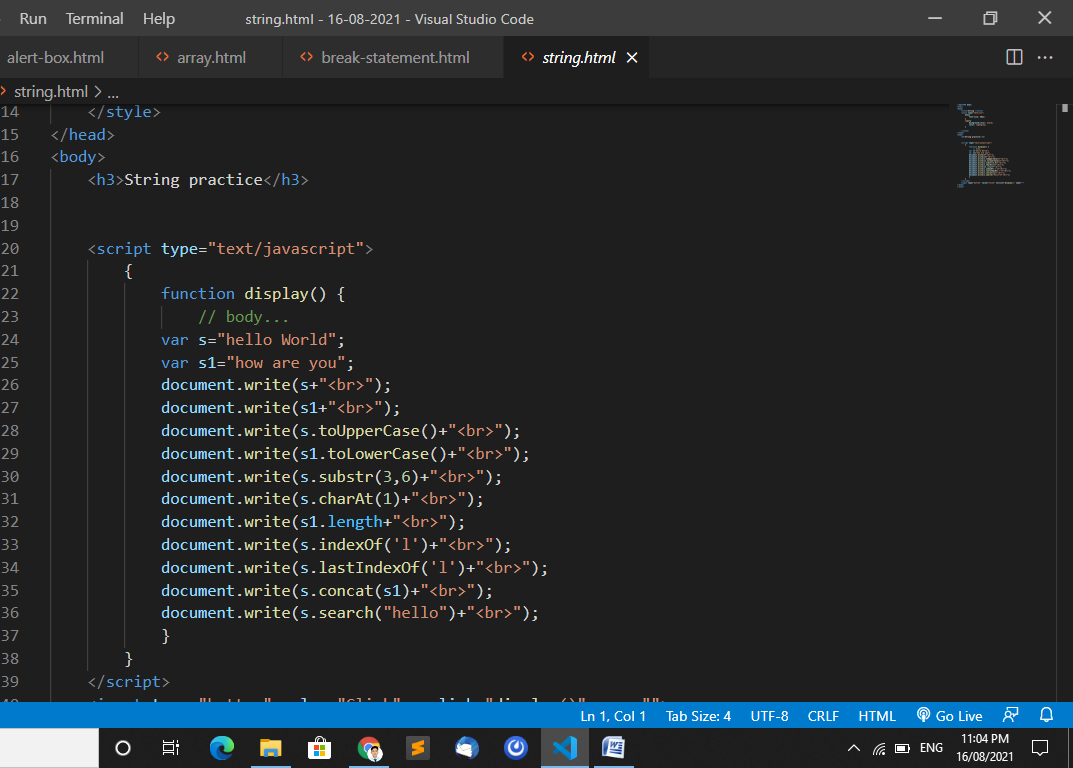 Run Terminal Help string.html - 16-08-2021 - Visual Studio Code
alert-box.html <> array.html <> break-statement.html <> string.html
> string.html > ...
14 </style>
15 </head>
16 <body>
17 <h3>String practice</h3>
18
19
20 <script type="text/javascript">
21 {
22 function display() {
23 // body...
24 var s="hello World";
25 var s1="how are you";
26 document.write(s+"<br>");
27 document.write(s1+"<br>");
28 document.write(s.toUpperCase()+"<br>");
29 document.write(s1.toLowerCase()+"<br>");
30 document.write(s.substr(3,6)+"<br>");
31 document.write(s.charAt(1)+"<br>");
32 document.write(s1.length+"<br>");
33 document.write(s.indexOf('l')+"<br>");
34 document.write(s.lastIndexOf('l')+"<br>");
35 document.write(s.concat(s1)+"<br>");
36 document.write(s.search("hello")+"<br>");
37 }
38 }
39 </script>
Ln 1, Col 1 Tab Size: 4 UTF-8 CRLF HTML Go Live
ENG 11:04 PM
16/08/2021